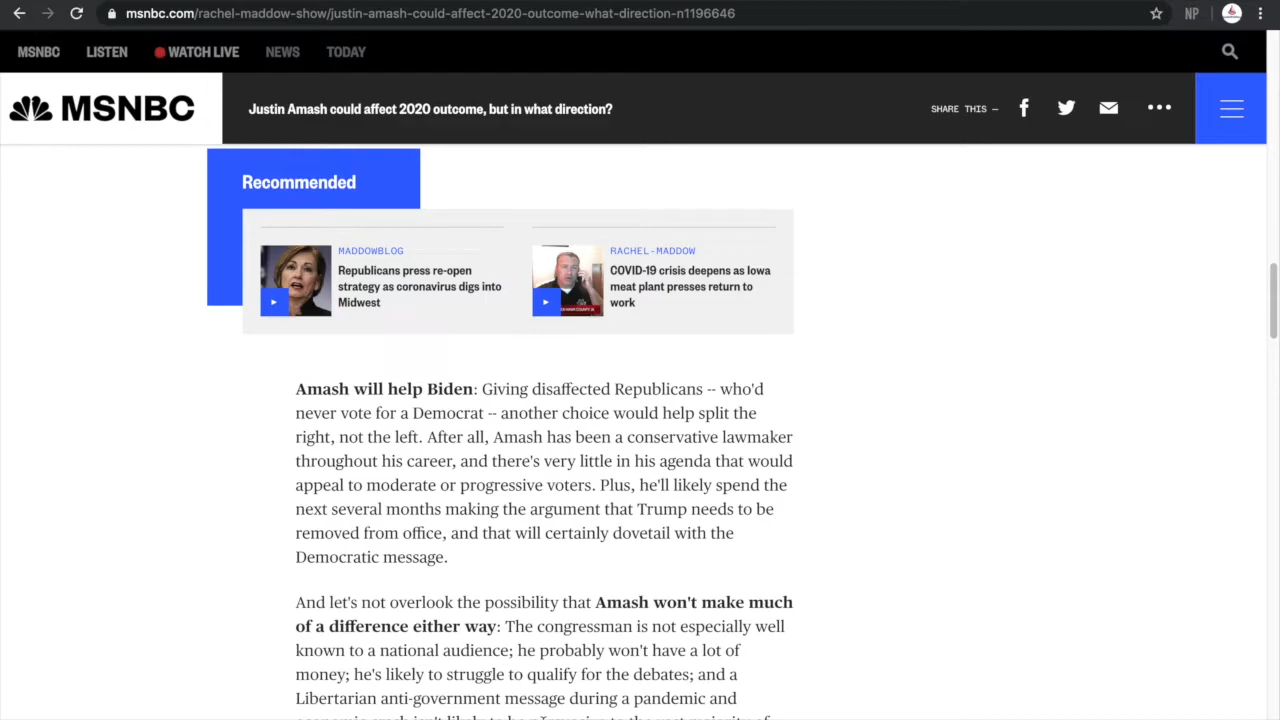 msnbc.com/rachel-maddow-show/justin-amash-could-affect-2020-outcome-what-direction-n1196646
NP
MSNBC LISTEN WATCH LIVE NEWS TODAY
MSNBC
Justin Amash could affect 2020 outcome, but in what direction?
SHARE THIS —
Recommended
MADDOWBLOG
Republicans press re-open
strategy as coronavirus digs into
Midwest
RACHEL-MADDOW
COVID-19 crisis deepens as Iowa
meat plant presses return to
work
Amash will help Biden: Giving disaffected Republicans -- who'd
never vote for a Democrat -- another choice would help split the
right, not the left. After all, Amash has been a conservative lawmaker
throughout his career, and there's very little in his agenda that would
appeal to moderate or progressive voters. Plus, he'll likely spend the
next several months making the argument that Trump needs to be
removed from office, and that will certainly dovetail with the
Democratic message.
And let's not overlook the possibility that Amash won't make much
of a difference either way: The congressman is not especially well
known to a national audience; he probably won't have a lot of
money; he's likely to struggle to qualify for the debates; and a
Libertarian anti-government message during a pandemic and